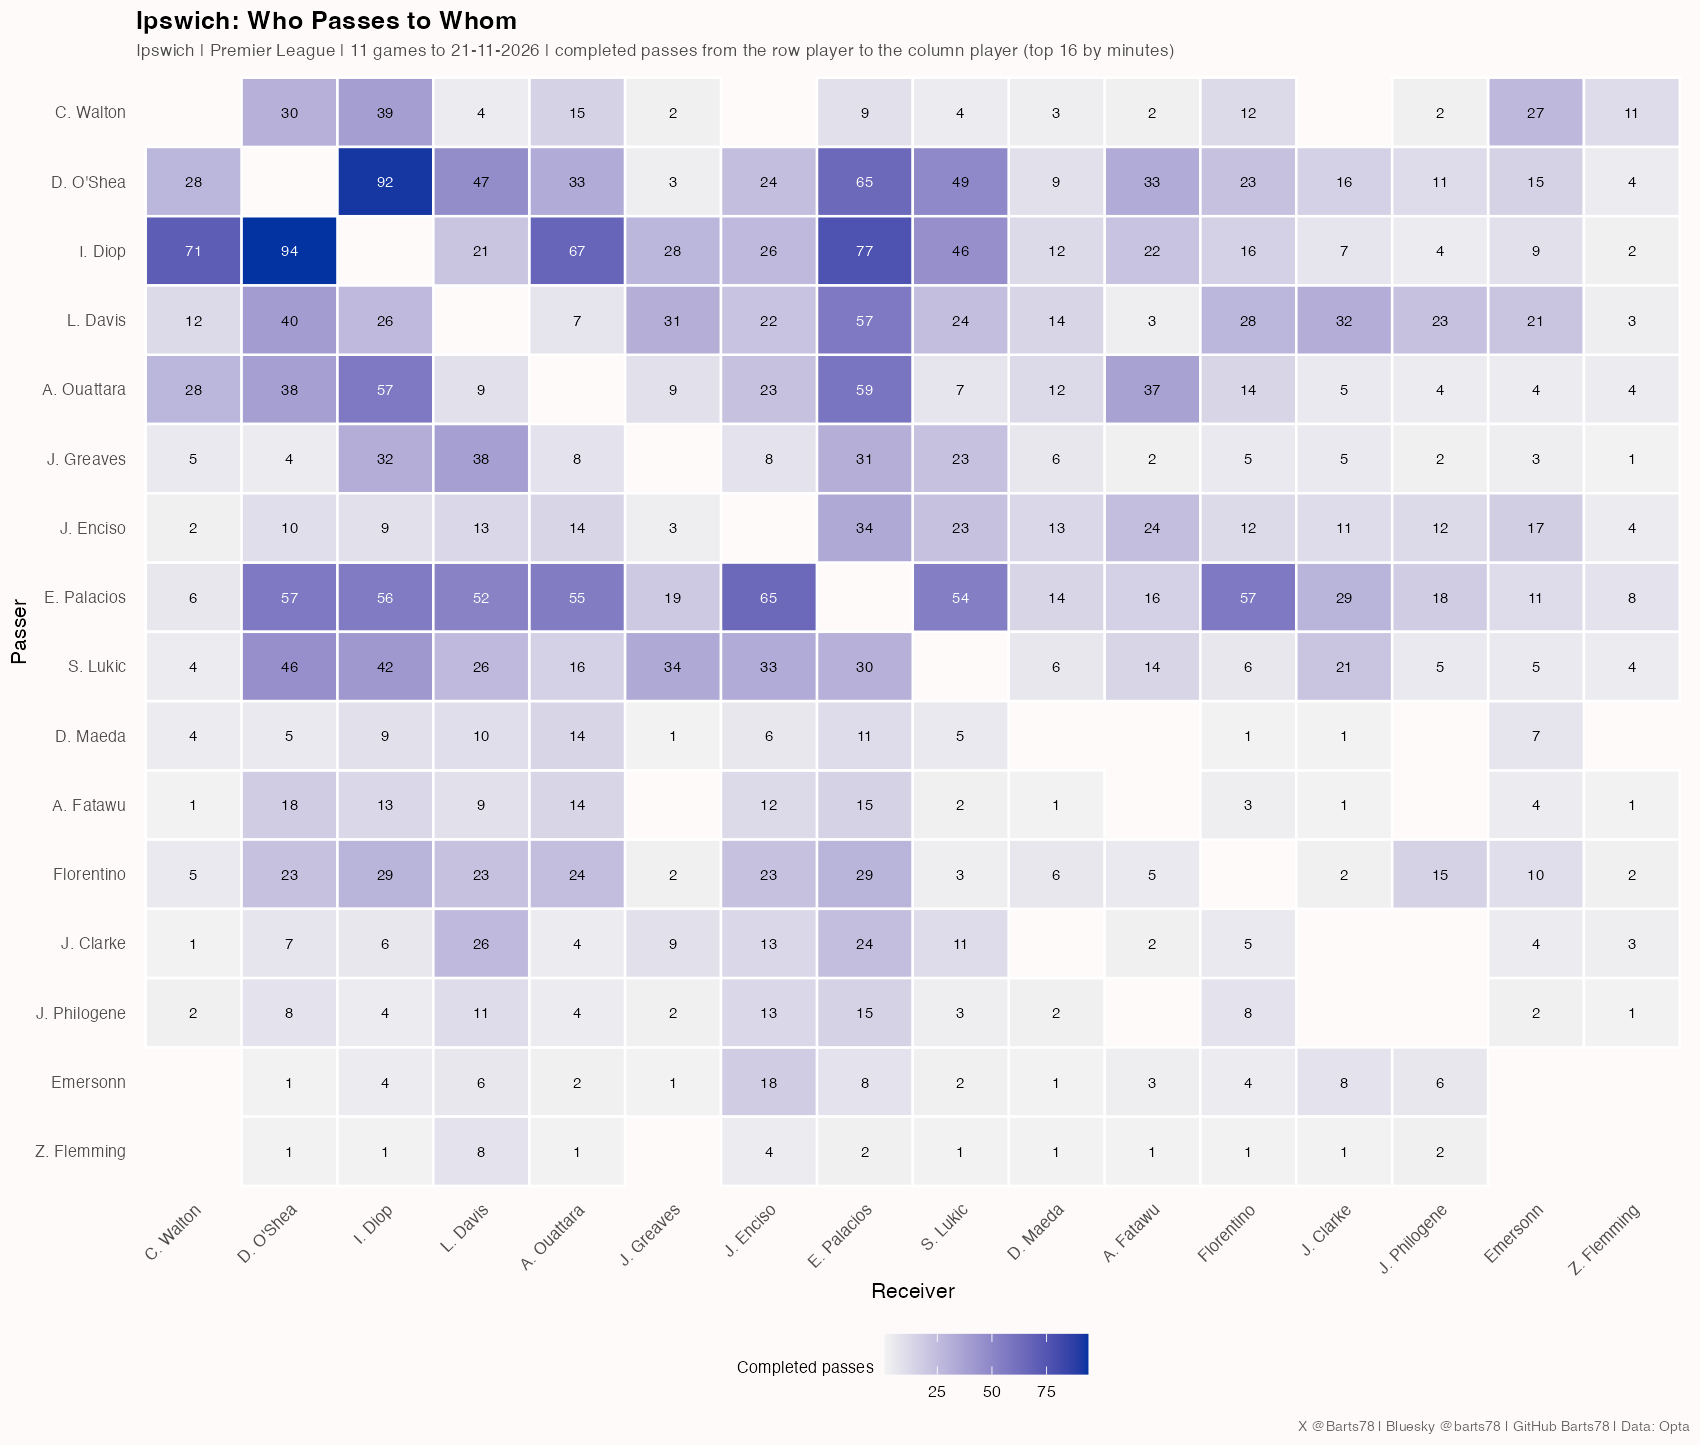 Ipswich: Who Passes to Whom
Ipswich | Premier League | 11 games to 21-11-2026 | completed passes from the row player to the column player (top 16 by minutes)
C. Walton 30 39 4 15 2 9 4 3 2 12 2 27 11
D. O'Shea 28 92 47 33 3 24 65 49 9 33 23 16 11 15 4
I. Diop 71 94 21 67 28 26 77 46 12 22 16 7 4 9 2
L. Davis 12 40 26 7 31 22 57 24 14 3 28 32 23 21 3
A. Ouattara 28 38 57 9 9 23 59 7 12 37 14 5 4 4 4
J. Greaves 5 4 32 38 8 8 31 23 6 2 5 5 2 3 1
J. Enciso 2 10 9 13 14 3 34 23 13 24 12 11 12 17 4
E. Palacios 6 57 56 52 55 19 65 54 14 16 57 29 18 11 8
S. Lukic 4 46 42 26 16 34 33 30 6 14 6 21 5 5 4
D. Maeda 4 5 9 10 14 1 6 11 5 1 1 7
A. Fatawu 1 18 13 9 14 12 15 2 1 3 1 4 1
Florentino 5 23 29 23 24 2 23 29 3 6 5 2 15 10 2
J. Clarke 1 7 6 26 4 9 13 24 11 2 5 4 3
J. Philogene 2 8 4 11 4 2 13 15 3 2 8 2 1
Emersonn 1 4 6 2 1 18 8 2 1 3 4 8 6
Z. Flemming 1 1 8 1 4 2 1 1 1 1 1 2
Passer
C. Walton D. O'Shea I. Diop L. Davis A. Ouattara J. Greaves J. Enciso E. Palacios S. Lukic D. Maeda A. Fatawu Florentino J. Clarke J. Philogene Emersonn Z. Flemming
Receiver
Completed passes
25 50 75
X @Barts78 | Bluesky @barts78 | GitHub Barts78 | Data: Opta